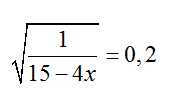 √(1/(15 − 4x)) = 0,2